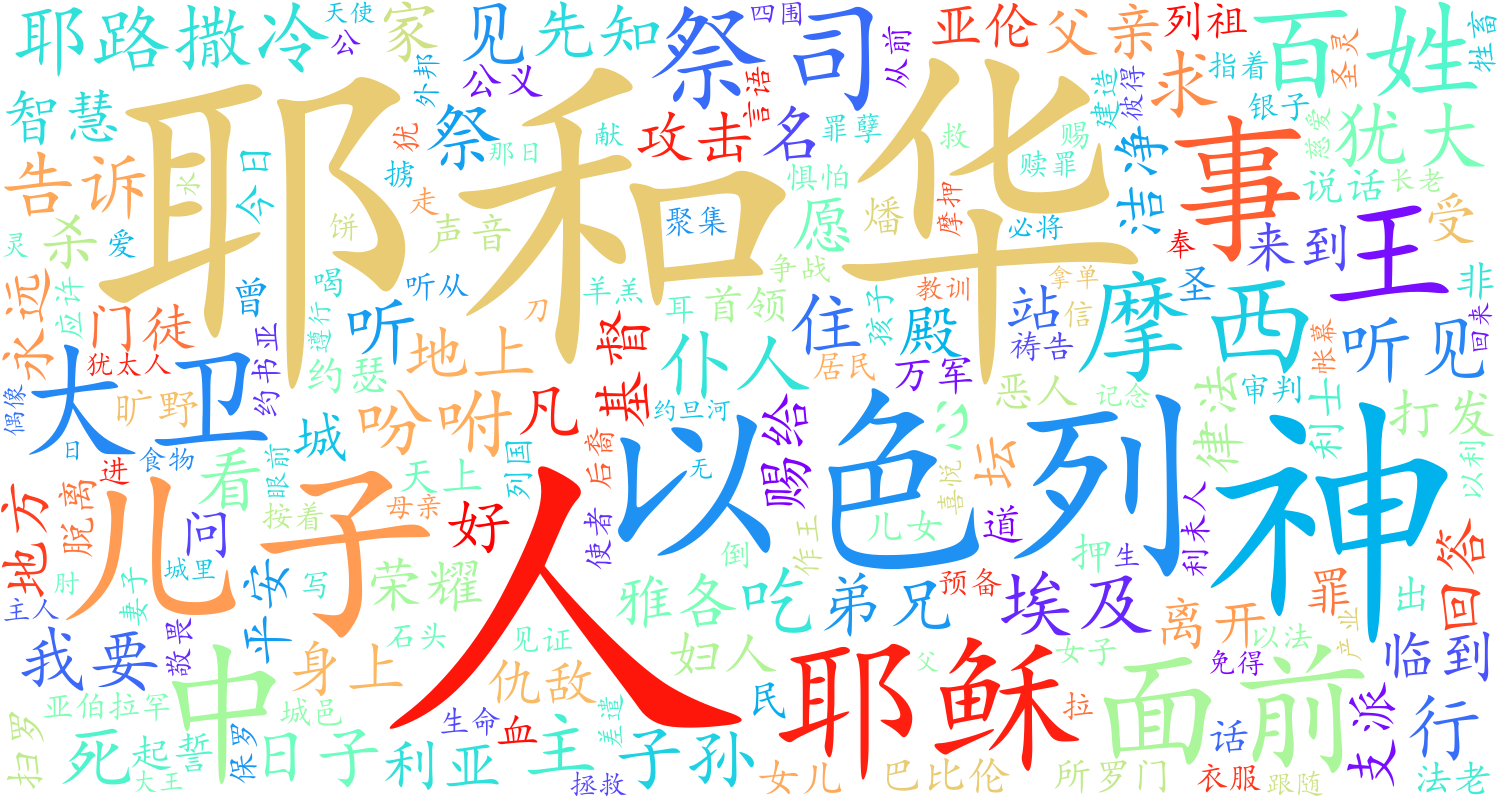 耶和华
人
以色列
神
儿子
耶稣
中
面前
大卫
摩西
事
祭司
百姓
王
耶路撒冷
见
先知
家
天使
公
外邦
公义
四围
从前
亚伦
父亲
列祖
牲畜
圣灵
求
指着
银子
建造
彼得
慈爱
犹大
智慧
祭
犹
言语
献
那日
攻击
名
罪孽
救
赐
赎罪
洁净
说话
长老
告诉
水
今日
掳
走
饼
声音
惧怕
聚集
愿
燔
摩押
必将
奉
来到
受
灵
杀
爱
永远
应许
门徒
曾
喝
听从
听
遵行
刀
羊羔
争战
耳
首领
住
孩子
殿
教训
拿单
站
信
祷告
圣
帐幕
听见
非
回来
犹太人
约书亚
约瑟
地上
基督
仆人
居民
万军
恶人
记念
律法
审判
利士
打发
偶像
旷野
日
进
食物
城
眼前
吩咐
凡
约旦河
后裔
赐给
心
喜悦
坛
以利
看
天上
列国
无
地方
脱离
问
按着
母亲
好
使者
倒
作王
儿女
道
押
生
利未人
回答
肘
妻子
城里
写
平安
荣耀
雅各
吃
弟兄
预备
埃及
离开
罪
出
主人
我要
敬畏
身上
石头
见证
妇人
父
女子
以法
免得
产业
临到
仇敌
亚伯拉罕
城邑
生命
血
差遣
民
拉
话
支派
行
扫罗
死
起誓
大王
保罗
日子
利亚
主
拯救
子孙
女儿
巴比伦
所罗门
衣服
跟随
法老